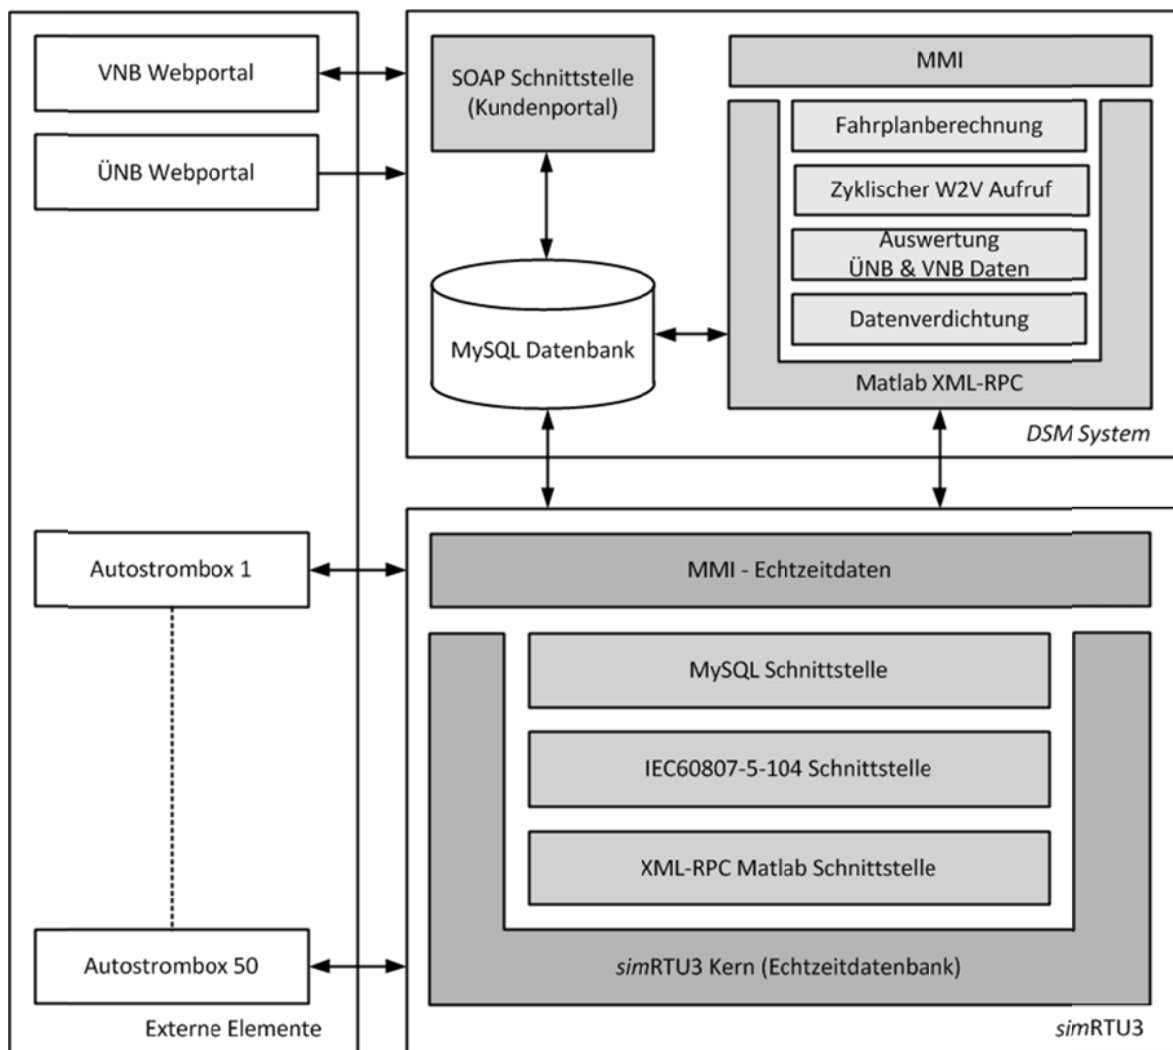 VNB Webportal
ÜNB Webportal
Autostrombox 1
Autostrombox 50
Externe Elemente
SOAP Schnittstelle
(Kundenportal)
MySQL Datenbank
MMI
Fahrplanberechnung
Zyklischer W2V Aufruf
Auswertung
ÜNB & VNB Daten
Datenverdichtung
Matlab XML-RPC
DSM System
MMI - Echtzeitdaten
MySQL Schnittstelle
IEC60807-5-104 Schnittstelle
XML-RPC Matlab Schnittstelle
simRTU3 Kern (Echtzeitdatenbank)
simRTU3